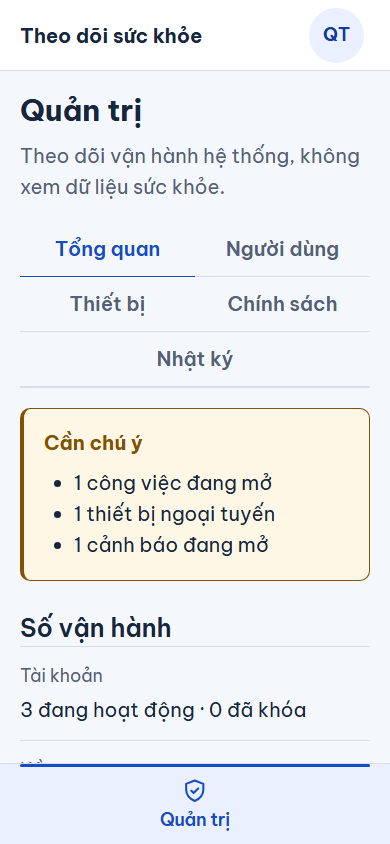 Theo dõi sức khỏe
QT
Quản trị
Theo dõi vận hành hệ thống, không
xem dữ liệu sức khỏe.
Tổng quan
Người dùng
Thiết bị
Chính sách
Nhật ký
Cần chú ý
1 công việc đang mở
1 thiết bị ngoại tuyến
1 cảnh báo đang mở
Số vận hành
Tài khoản
3 đang hoạt động · 0 đã khóa
Quản trị